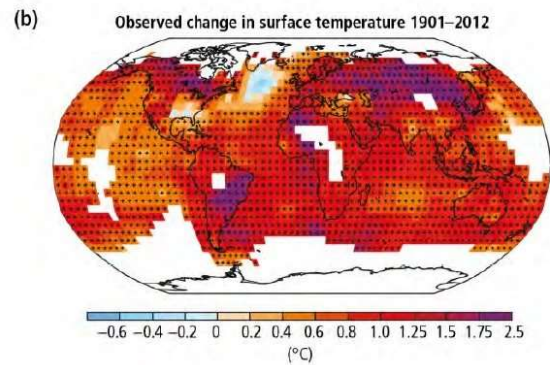 (b)
Observed change in surface temperature 1901–2012
−0.6 −0.4 −0.2 0 0.2 0.4 0.6 0.8 1.0 1.25 1.5 1.75 2.5
(°C)